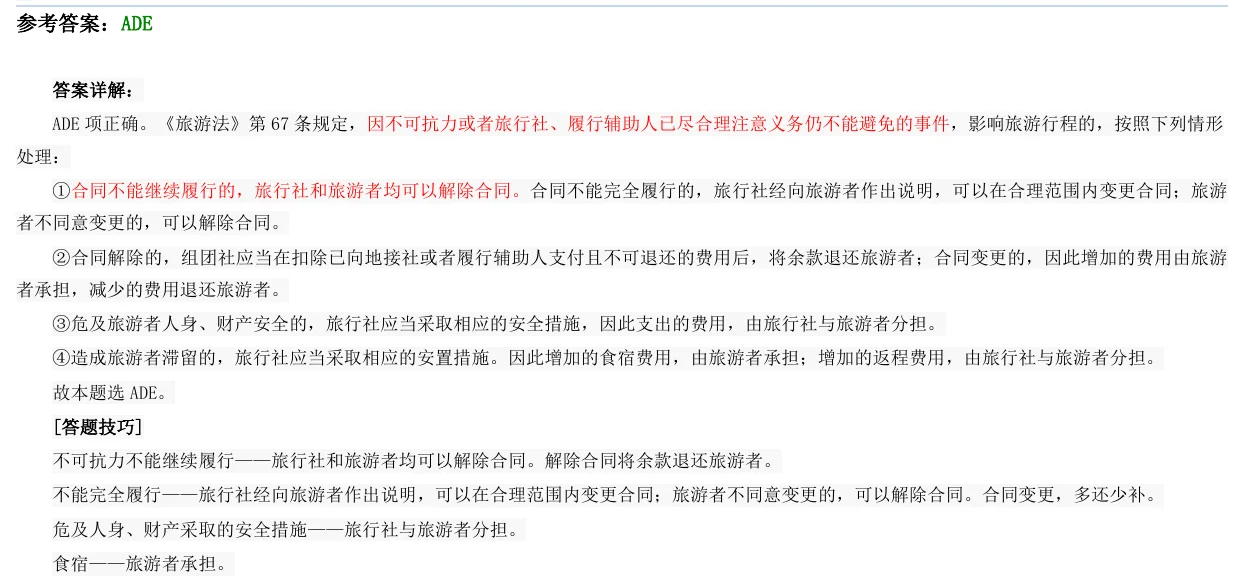 参考答案：ADE
答案详解：
ADE 项正确。《旅游法》第 67 条规定，因不可抗力或者旅行社、履行辅助人已尽合理注意义务仍不能避免的事件，影响旅游行程的，按照下列情形
处理：
①合同不能继续履行的，旅行社和旅游者均可以解除合同。合同不能完全履行的，旅行社经向旅游者作出说明，可以在合理范围内变更合同；旅游
者不同意变更的，可以解除合同。
②合同解除的，组团社应当在扣除已向地接社或者履行辅助人支付且不可退还的费用后，将余款退还旅游者；合同变更的，因此增加的费用由旅游
者承担，减少的费用退还旅游者。
③危及旅游者人身、财产安全的，旅行社应当采取相应的安全措施，因此支出的费用，由旅行社与旅游者分担。
④造成旅游者滞留的，旅行社应当采取相应的安置措施。因此增加的食宿费用，由旅游者承担；增加的返程费用，由旅行社与旅游者分担。
故本题选 ADE。
[答题技巧]
不可抗力不能继续履行——旅行社和旅游者均可以解除合同。解除合同将余款退还旅游者。
不能完全履行——旅行社经向旅游者作出说明，可以在合理范围内变更合同；旅游者不同意变更的，可以解除合同。合同变更，多还少补。
危及人身、财产采取的安全措施——旅行社与旅游者分担。
食宿——旅游者承担。